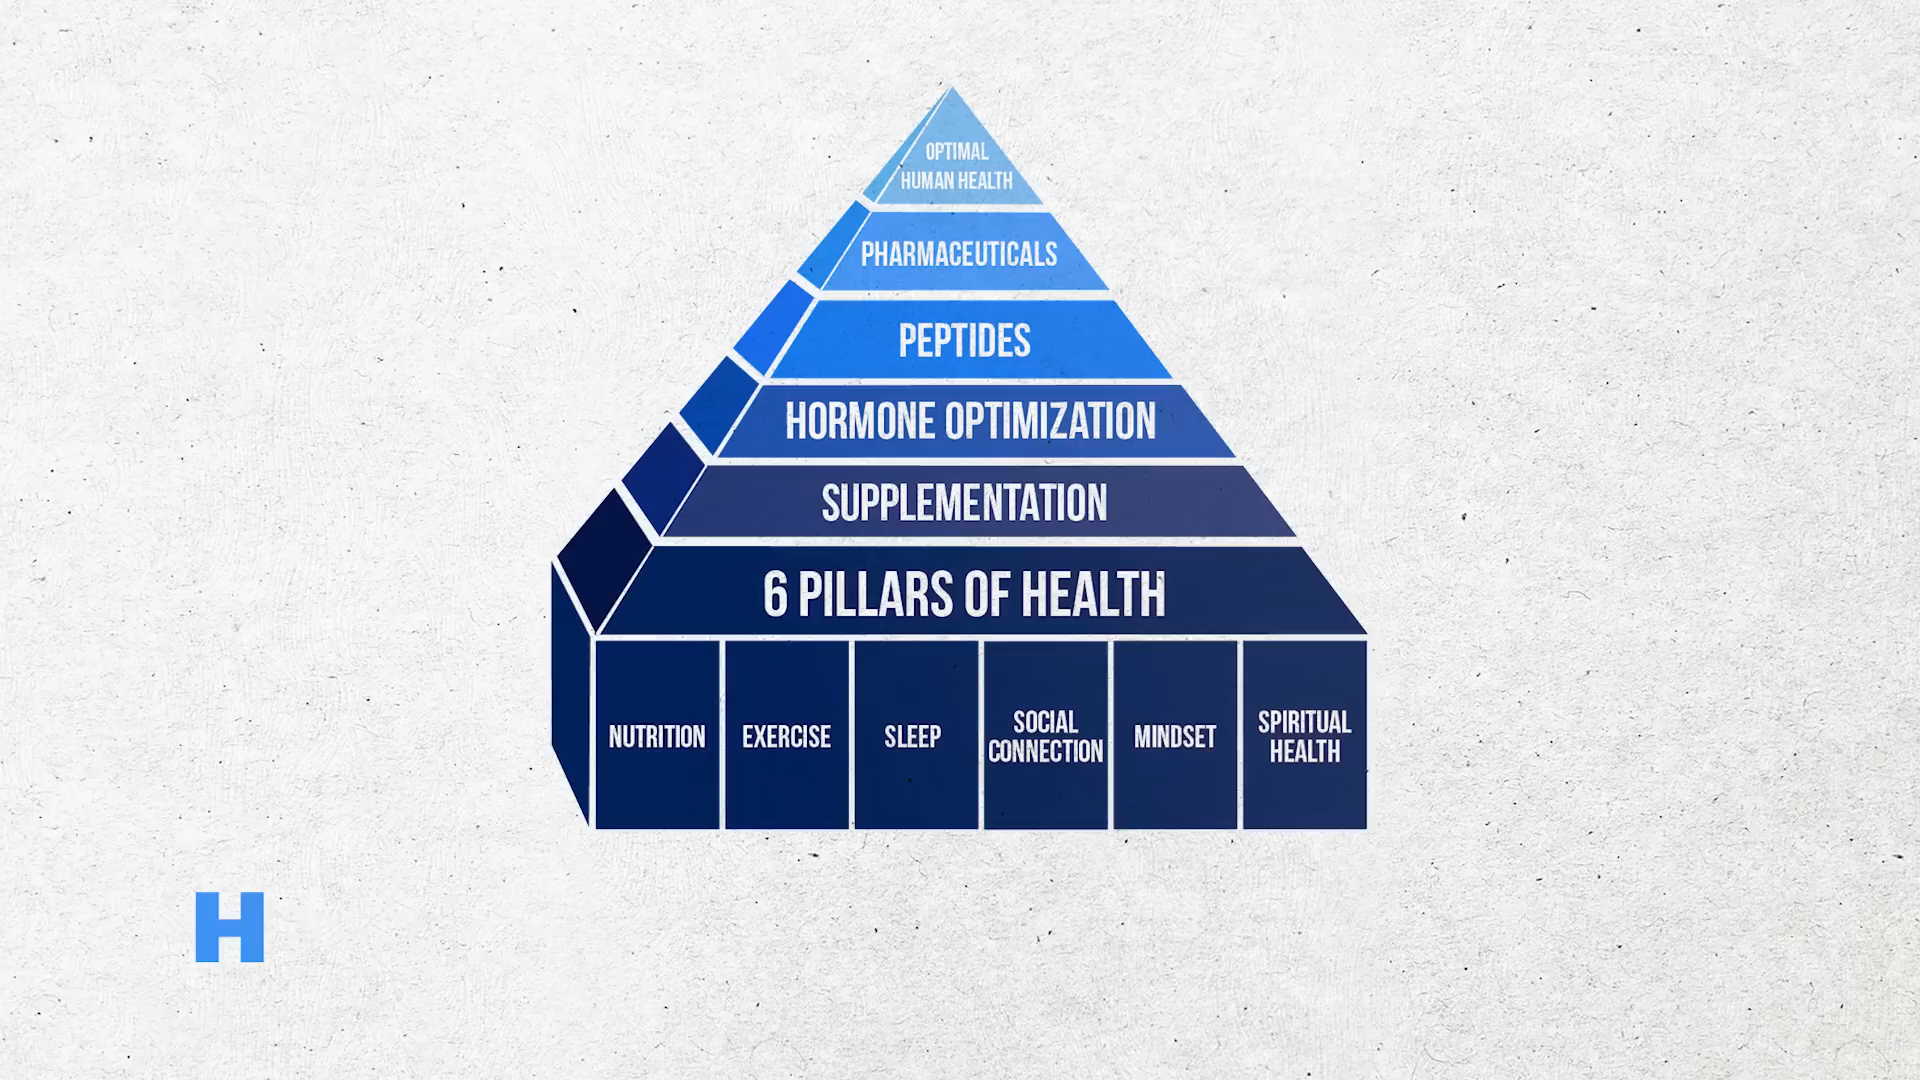 OPTIMAL
HUMAN HEALTH
PHARMACEUTICALS
PEPTIDES
HORMONE OPTIMIZATION
SUPPLEMENTATION
6 PILLARS OF HEALTH
NUTRITION
EXERCISE
SLEEP
SOCIAL
CONNECTION
MINDSET
SPIRITUAL
HEALTH
H